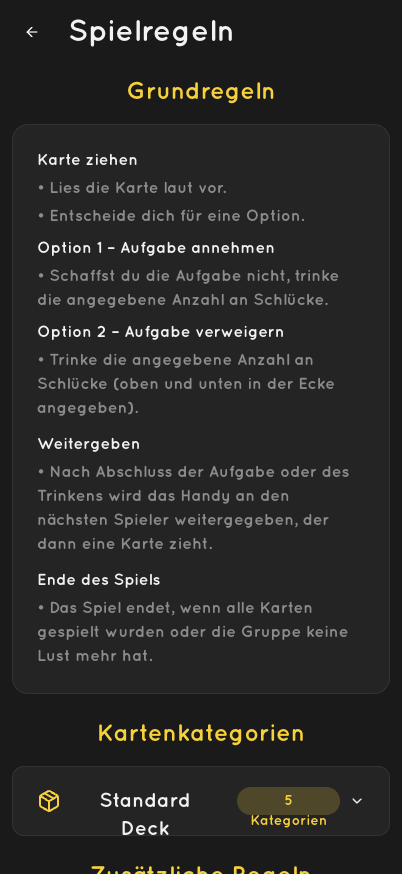 Spielregeln
Grundregeln
Karte ziehen
• Lies die Karte laut vor.
• Entscheide dich für eine Option.
Option 1 – Aufgabe annehmen
• Schaffst du die Aufgabe nicht, trinke
die angegebene Anzahl an Schlücke.
Option 2 – Aufgabe verweigern
• Trinke die angegebene Anzahl an
Schlücke (oben und unten in der Ecke
angegeben).
Weitergeben
• Nach Abschluss der Aufgabe oder des
Trinkens wird das Handy an den
nächsten Spieler weitergegeben, der
dann eine Karte zieht.
Ende des Spiels
• Das Spiel endet, wenn alle Karten
gespielt wurden oder die Gruppe keine
Lust mehr hat.
Kartenkategorien
Standard
Deck
5
Kategorien
Zusätzliche Regeln